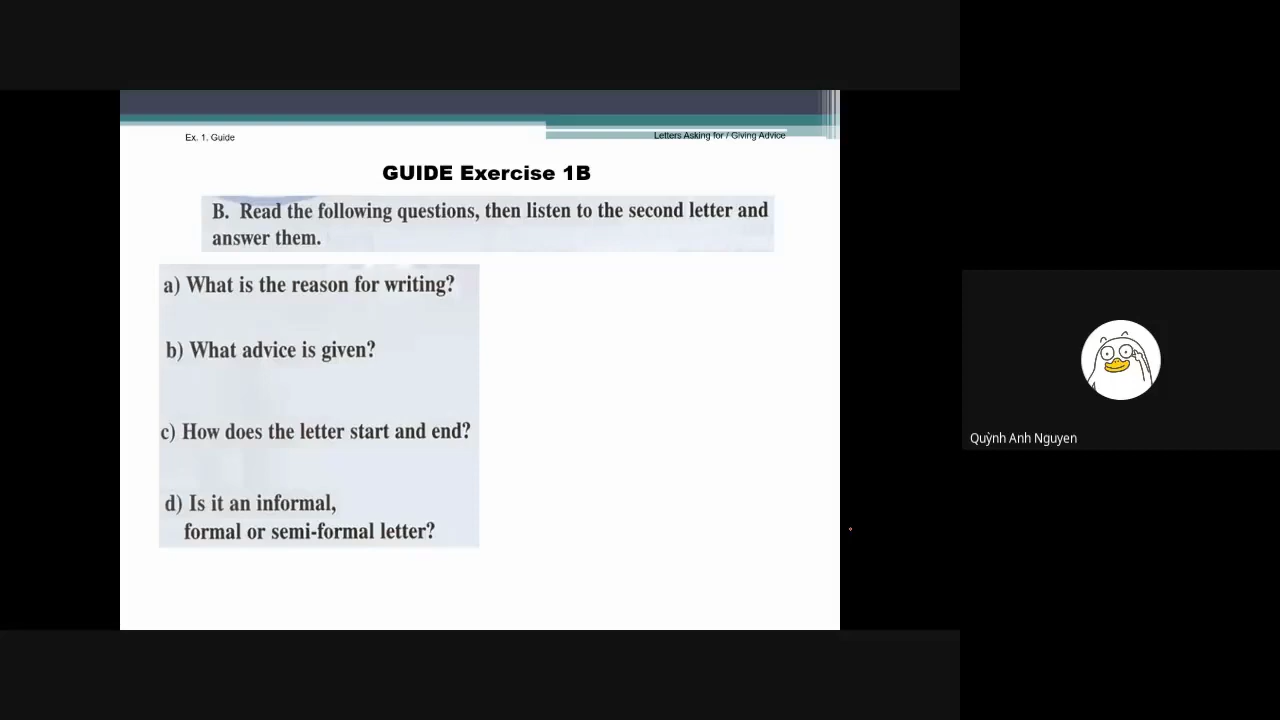 Ex. 1. Guide
Letters Asking for / Giving Advice
GUIDE Exercise 1B
B. Read the following questions, then listen to the second letter and
answer them.
a) What is the reason for writing?
b) What advice is given?
c) How does the letter start and end?
d) Is it an informal,
formal or semi-formal letter?
Quỳnh Anh Nguyen